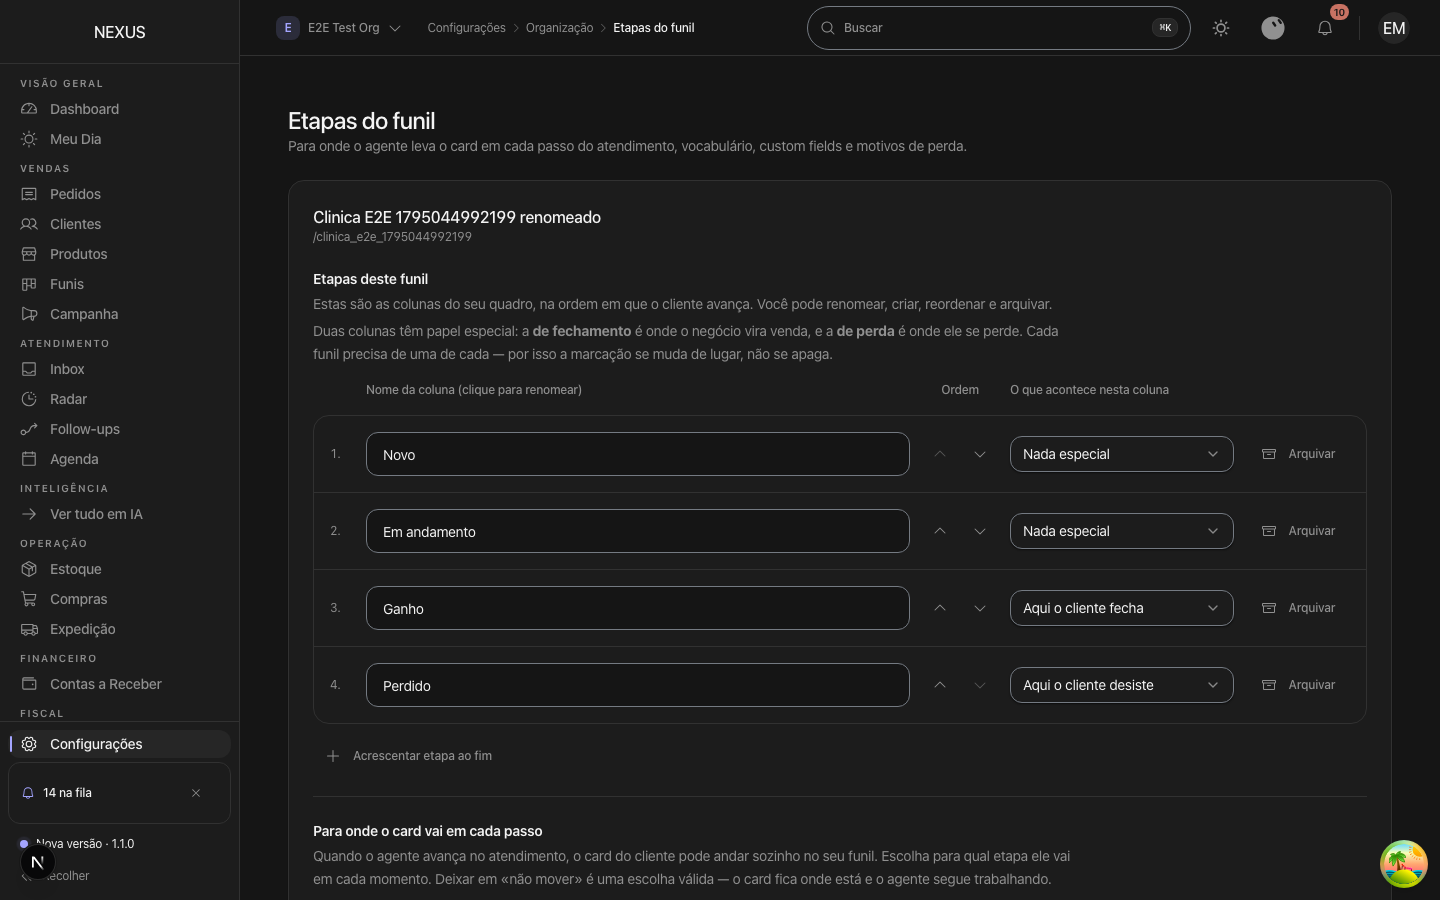 NEXUS
VISÃO GERAL
Dashboard
Meu Dia
VENDAS
Pedidos
Clientes
Produtos
Funis
Campanha
ATENDIMENTO
Inbox
Radar
Follow-ups
Agenda
INTELIGÊNCIA
Ver tudo em IA
OPERAÇÃO
Estoque
Compras
Expedição
FINANCEIRO
Contas a Receber
FISCAL
Configurações
14 na fila
Nova versão · 1.1.0
N
ecolher
E E2E Test Org Configurações Organização Etapas do funil
Buscar ⌘K
10
EM
Etapas do funil
Para onde o agente leva o card em cada passo do atendimento, vocabulário, custom fields e motivos de perda.
Clinica E2E 1795044992199 renomeado
/clinica_e2e_1795044992199
Etapas deste funil
Estas são as colunas do seu quadro, na ordem em que o cliente avança. Você pode renomear, criar, reordenar e arquivar.
Duas colunas têm papel especial: a de fechamento é onde o negócio vira venda, e a de perda é onde ele se perde. Cada
funil precisa de uma de cada — por isso a marcação se muda de lugar, não se apaga.
Nome da coluna (clique para renomear) Ordem O que acontece nesta coluna
1. Novo Nada especial Arquivar
2. Em andamento Nada especial Arquivar
3. Ganho Aqui o cliente fecha Arquivar
4. Perdido Aqui o cliente desiste Arquivar
Acrescentar etapa ao fim
Para onde o card vai em cada passo
Quando o agente avança no atendimento, o card do cliente pode andar sozinho no seu funil. Escolha para qual etapa ele vai
em cada momento. Deixar em «não mover» é uma escolha válida — o card fica onde está e o agente segue trabalhando.